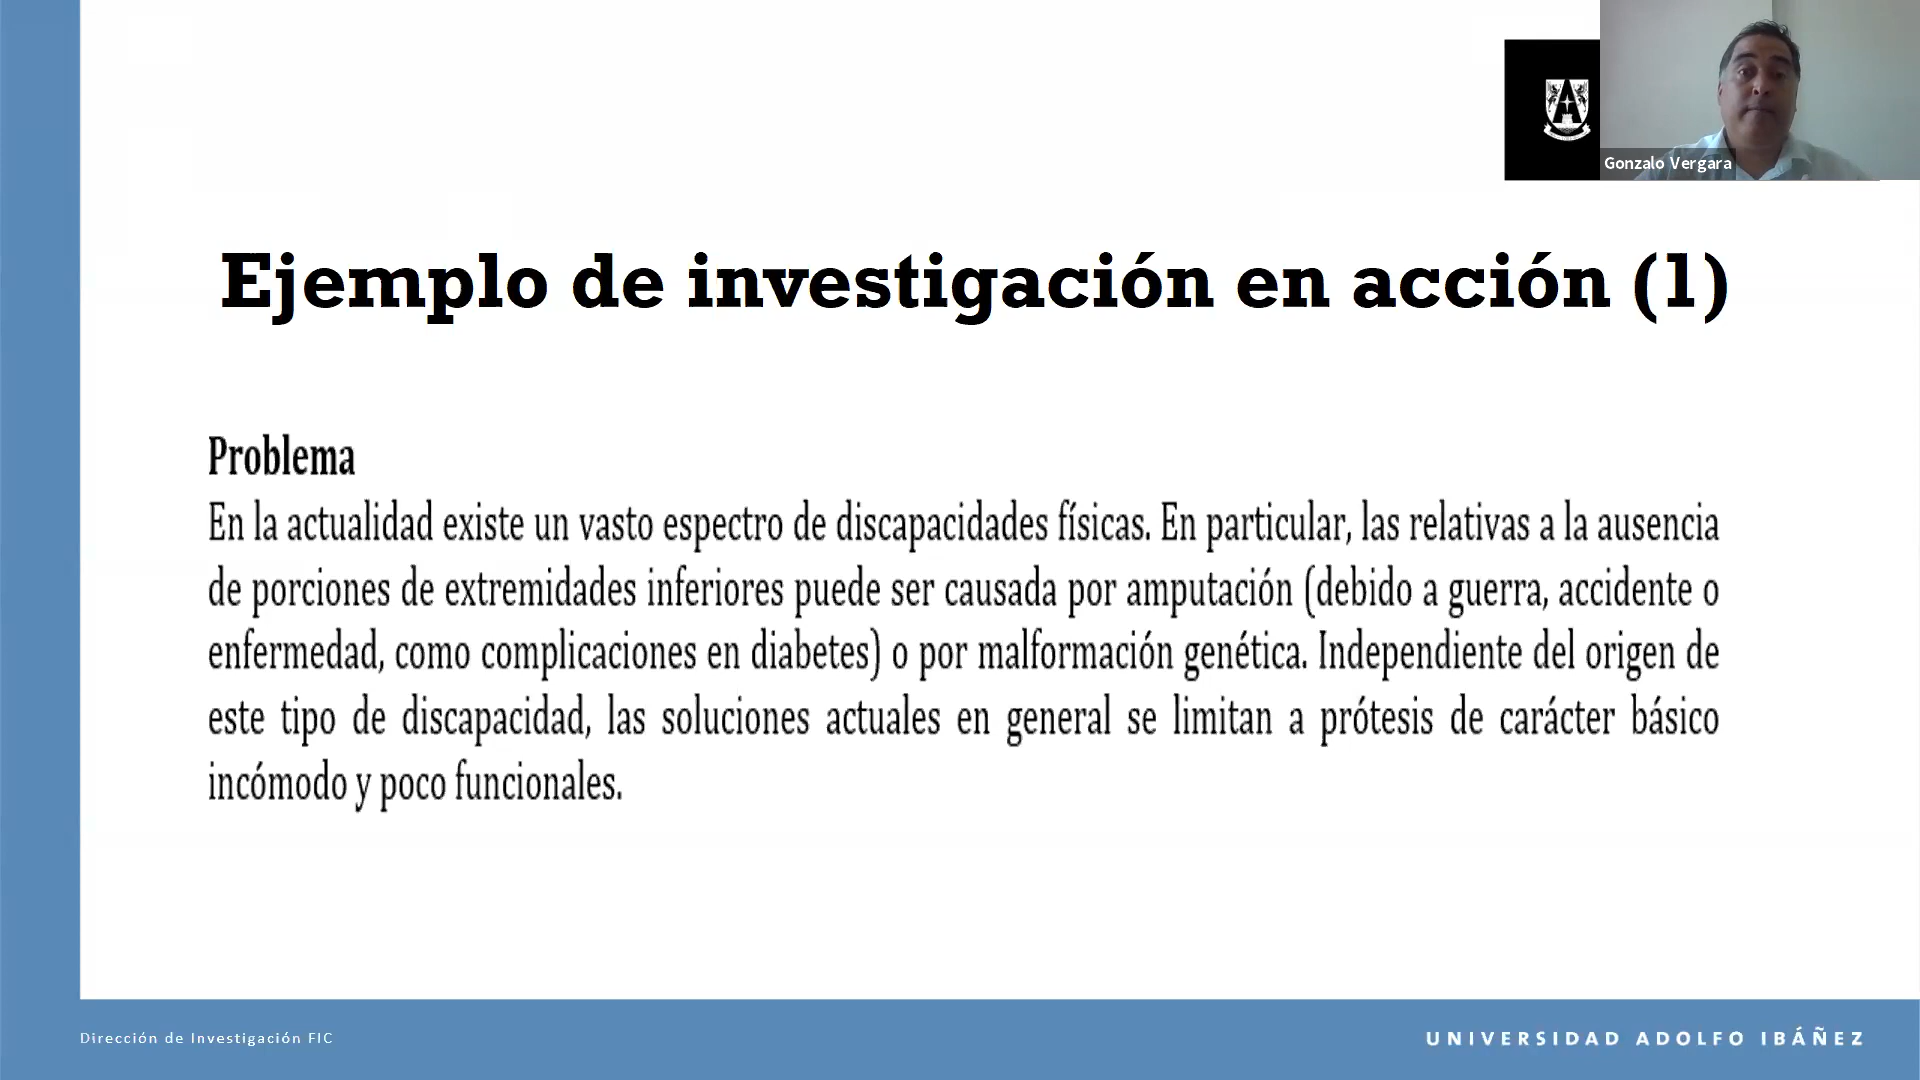 Gonzalo Vergara
Ejemplo de investigación en acción (1)
Problema
En la actualidad existe un vasto espectro de discapacidades físicas. En particular, las relativas a la ausencia
de porciones de extremidades inferiores puede ser causada por amputación (debido a guerra, accidente o
enfermedad, como complicaciones en diabetes) o por malformación genética. Independiente del origen de
este tipo de discapacidad, las soluciones actuales en general se limitan a prótesis de carácter básico
incómodo y poco funcionales.
Dirección de Investigación FIC
UNIVERSIDAD ADOLFO IBÁÑEZ